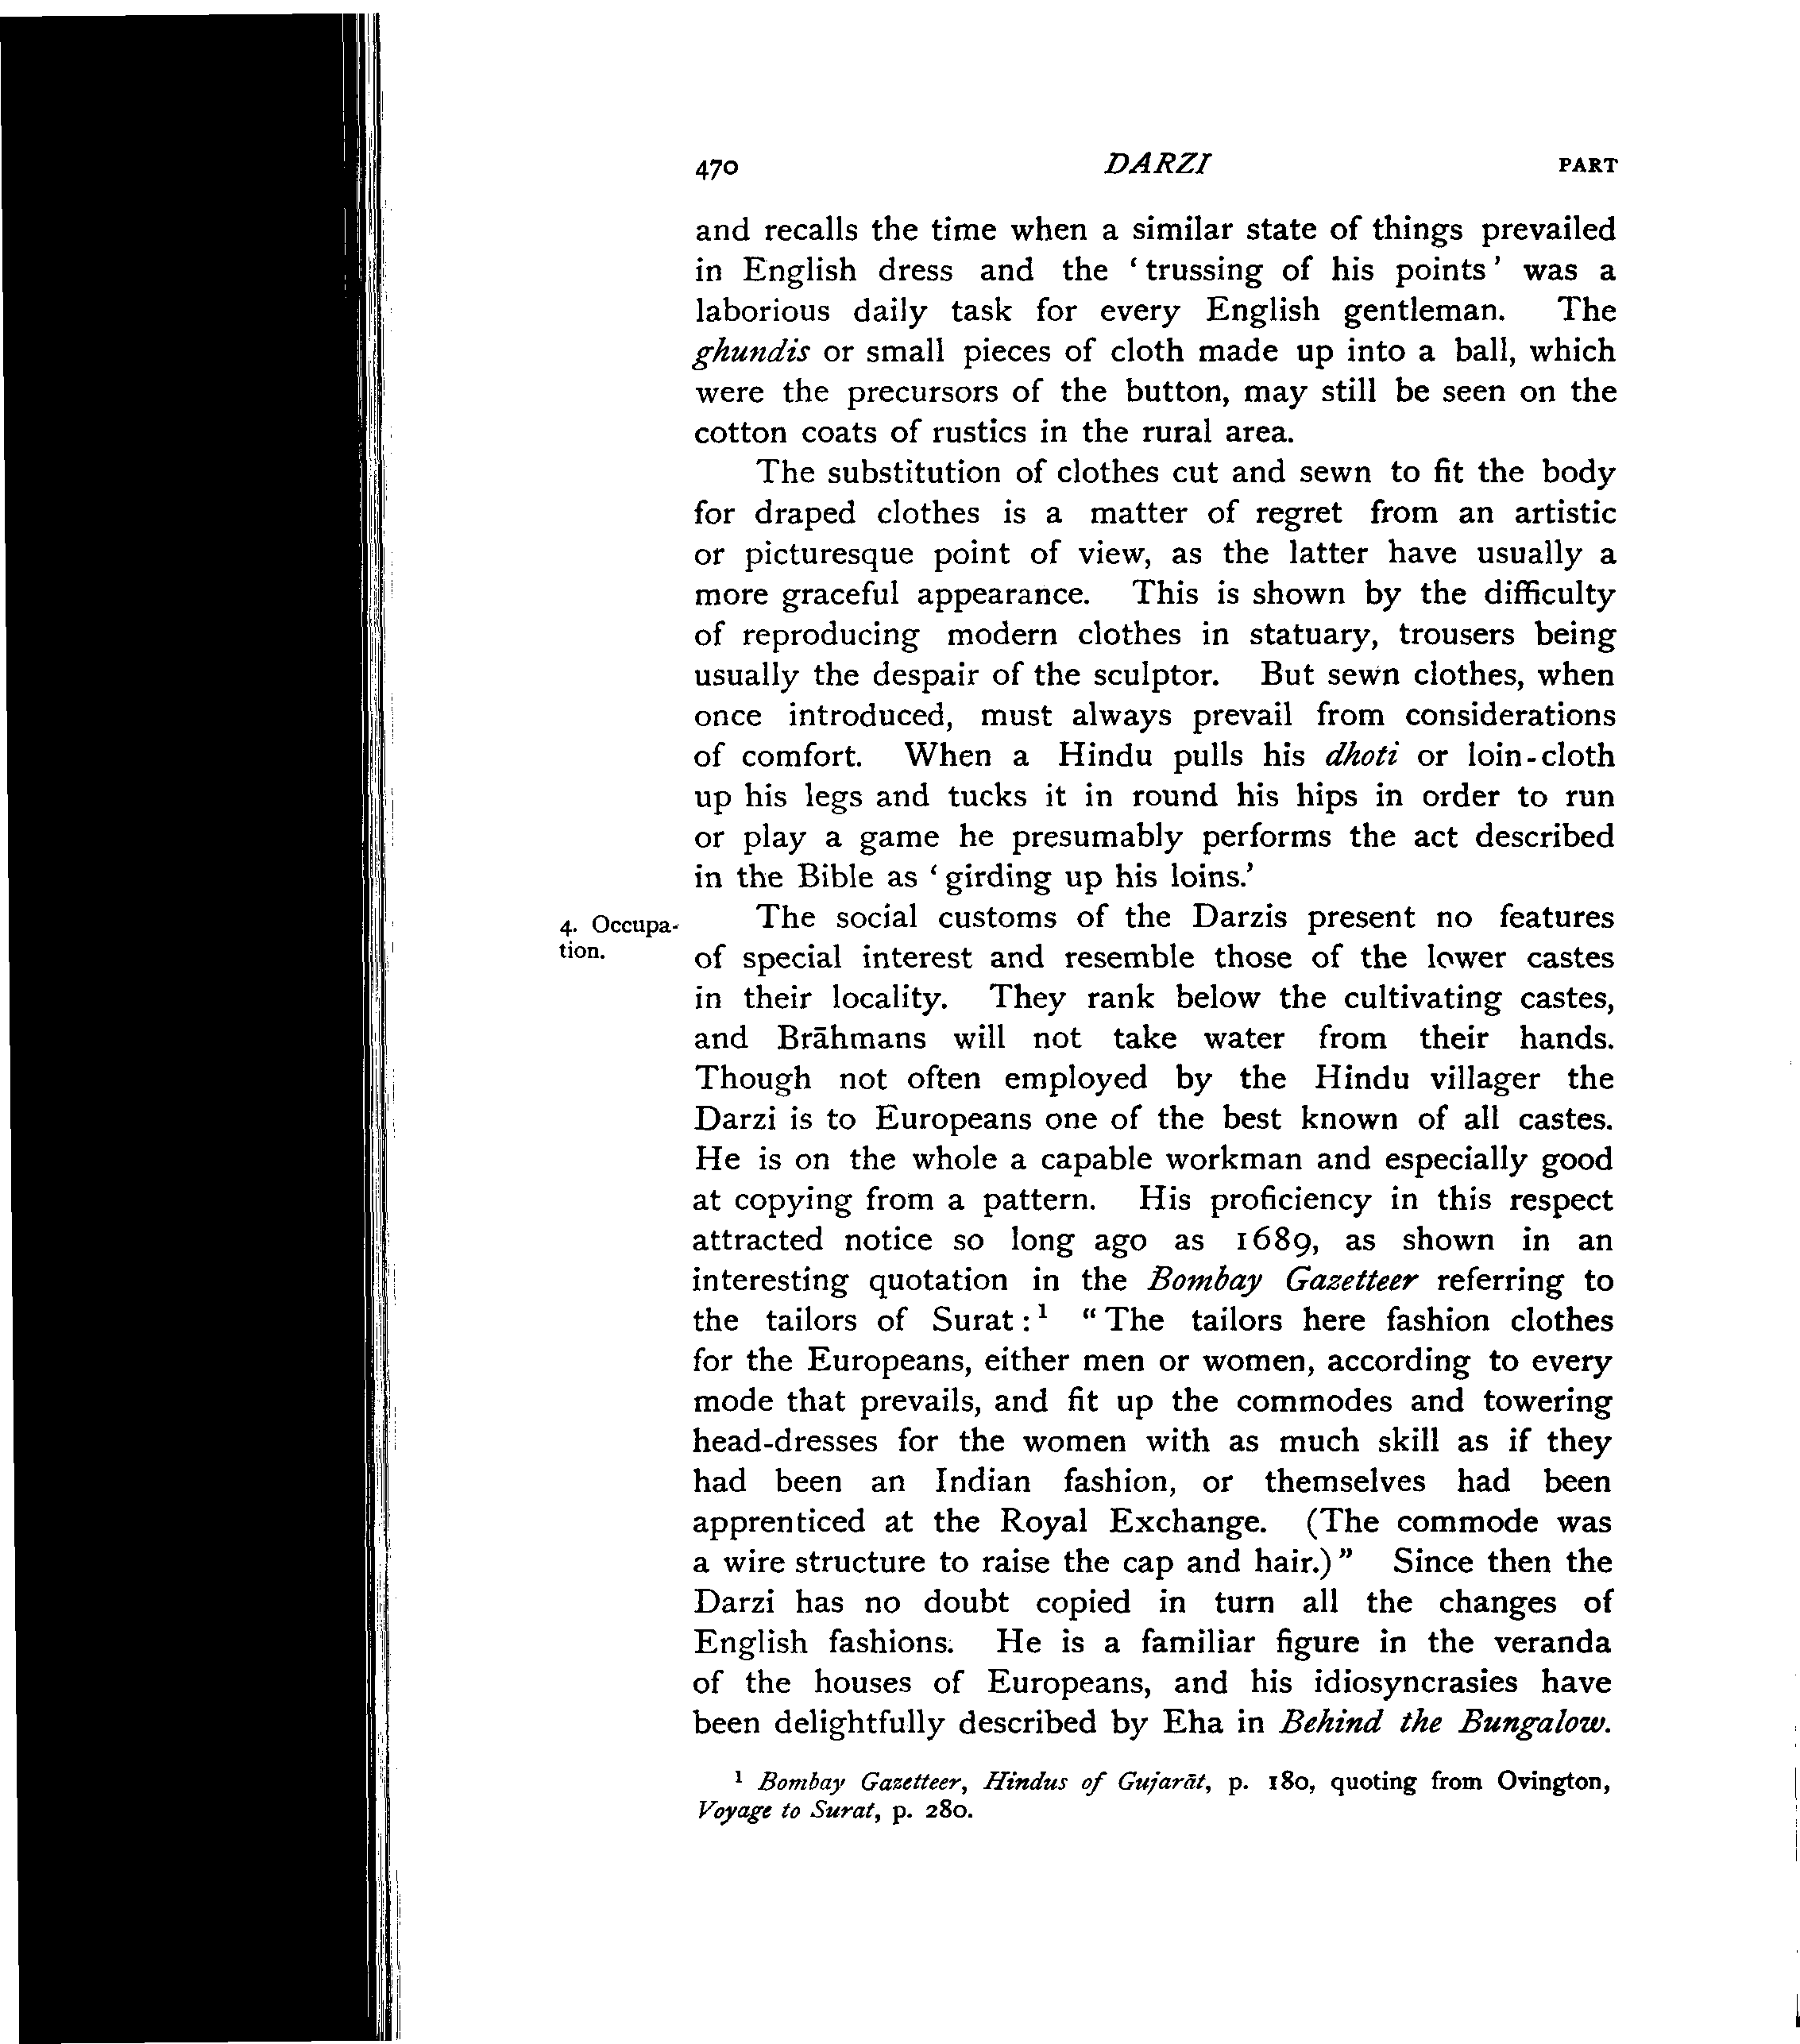 470 DARZI PART
and recalls the time when a similar state of things prevailed
in English dress and the ‘trussing of his points’ was a
laborious daily task for every English gentleman. The
ghundis or small pieces of cloth made up into a ball, which
were the precursors of the button, may still be seen on the
cotton coats of rustics in the rural area.
The substitution of clothes cut and sewn to fit the body
for draped clothes is a matter of regret from an artistic
or picturesque point of view, as the latter have usually a
more graceful appearance. This is shown by the difficulty
of reproducing modern clothes in statuary, trousers being
usually the despair of the sculptor. But sewn clothes, when
once introduced, must always prevail from considerations
of comfort. When a Hindu pulls his dhoti or loin-cloth
up his legs and tucks it in round his hips in order to run
or play a game he presumably performs the act described
in the Bible as ‘girding up his loins.’
4. Occupa-
tion.
The social customs of the Darzis present no features
of special interest and resemble those of the lower castes
in their locality. They rank below the cultivating castes,
and Brāhmans will not take water from their hands.
Though not often employed by the Hindu villager the
Darzi is to Europeans one of the best known of all castes.
He is on the whole a capable workman and especially good
at copying from a pattern. His proficiency in this respect
attracted notice so long ago as 1689, as shown in an
interesting quotation in the Bombay Gazetteer referring to
the tailors of Surat:¹ “The tailors here fashion clothes
for the Europeans, either men or women, according to every
mode that prevails, and fit up the commodes and towering
head-dresses for the women with as much skill as if they
had been an Indian fashion, or themselves had been
apprenticed at the Royal Exchange. (The commode was
a wire structure to raise the cap and hair.)” Since then the
Darzi has no doubt copied in turn all the changes of
English fashions. He is a familiar figure in the veranda
of the houses of Europeans, and his idiosyncrasies have
been delightfully described by Eha in Behind the Bungalow.
¹ Bombay Gazetteer, Hindus of Gujarāt, p. 180, quoting from Ovington,
Voyage to Surat, p. 280.